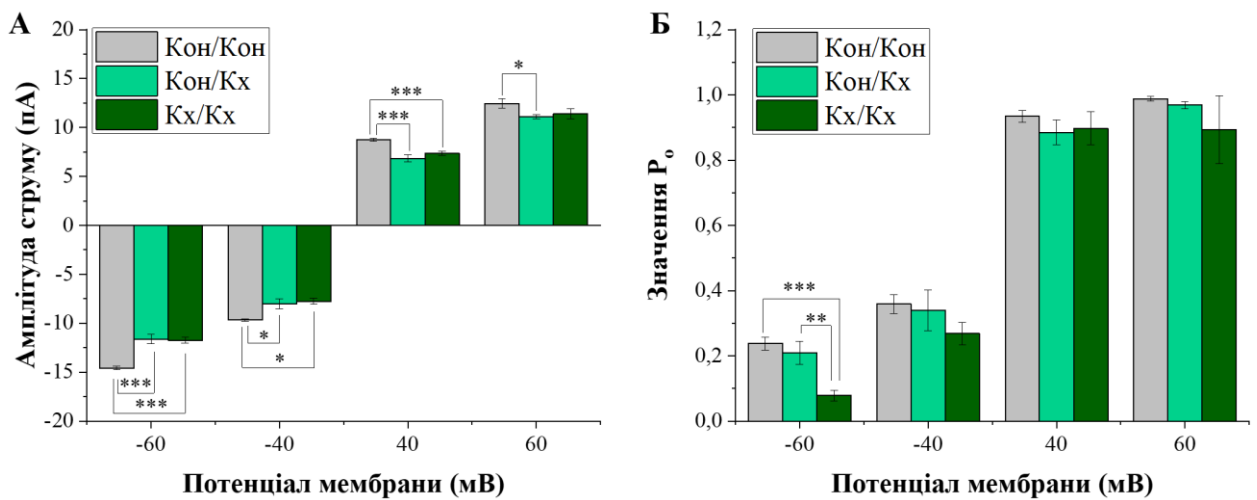 А
Амплітуда струму (пА)
20
15
10
5
0
-5
-10
-15
-20
Кон/Кон
Кон/Кх
Кх/Кх
***
***
*
*
***
***
*
-60
-40
40
60
Потенціал мембрани (мВ)
Б
Значення Po
1,2
1,0
0,8
0,6
0,4
0,2
0,0
Кон/Кон
Кон/Кх
Кх/Кх
***
**
-60
-40
40
60
Потенціал мембрани (мВ)